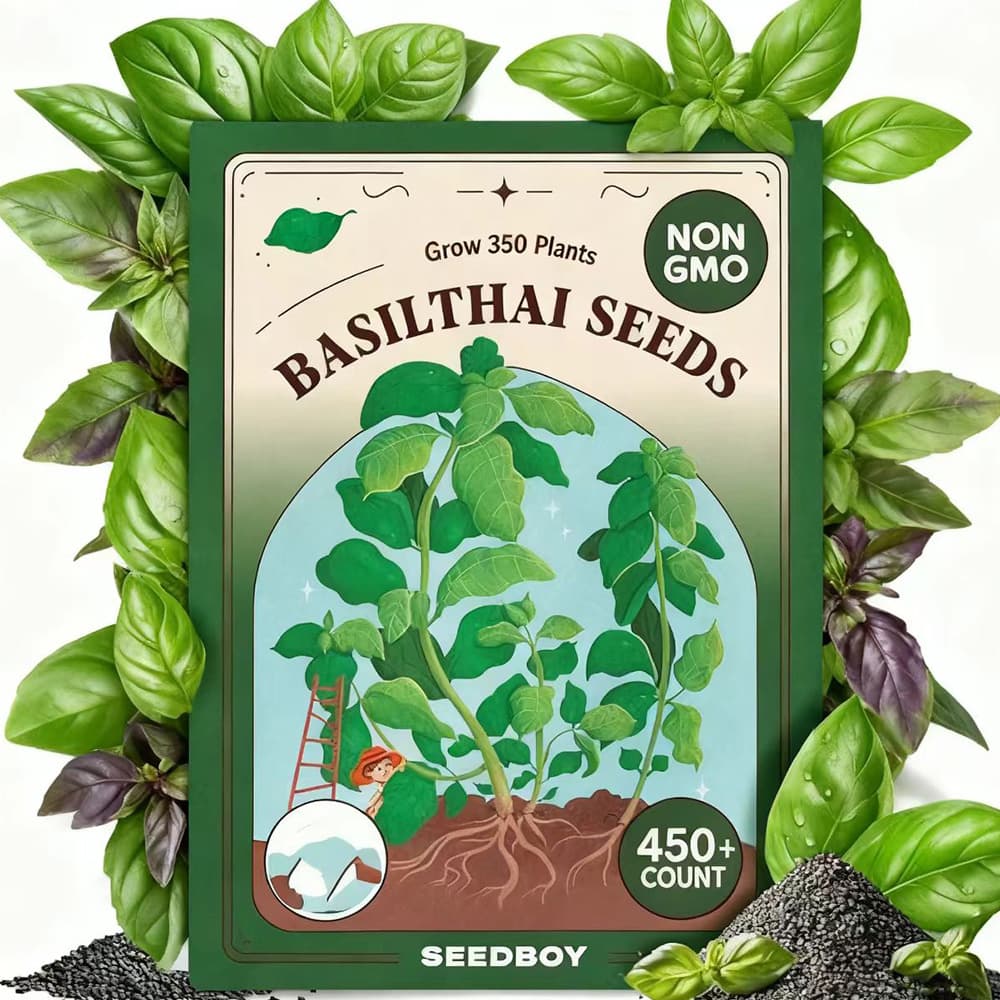 Grow 350 Plants
NON
GMO
BASILTHAI SEEDS
450+
COUNT
SEEDBOY